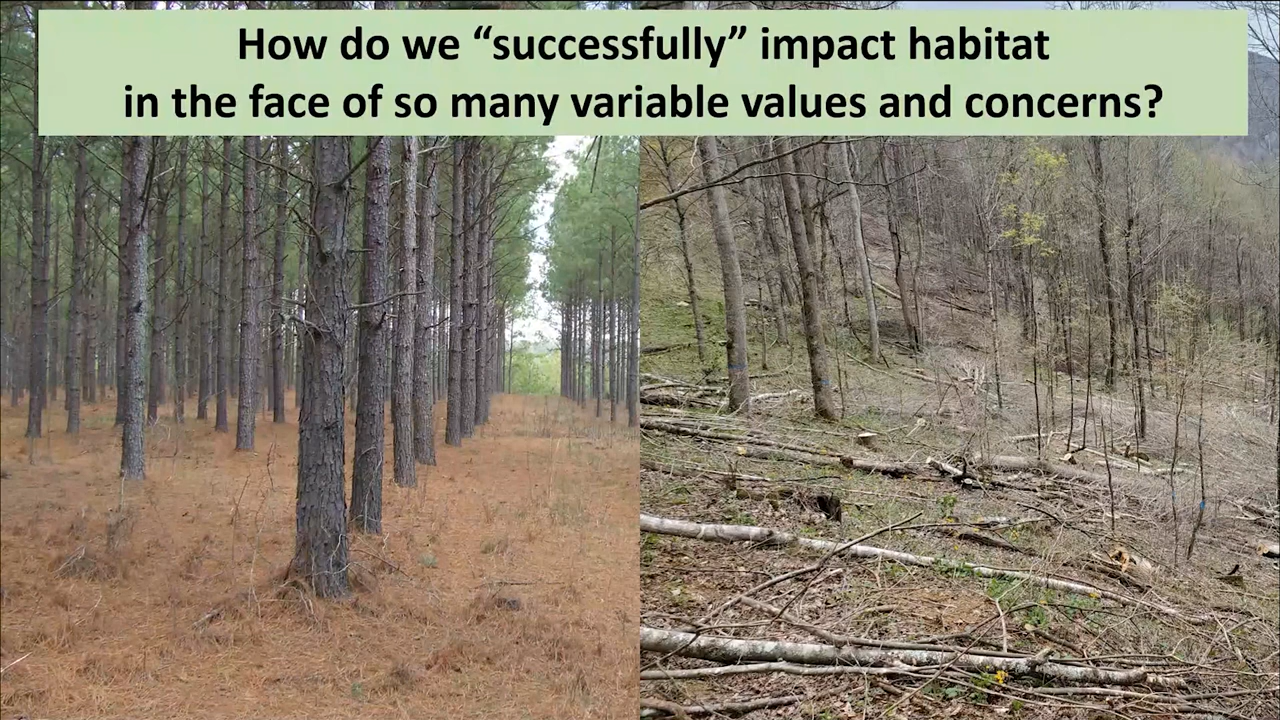 How do we “successfully” impact habitat
in the face of so many variable values and concerns?